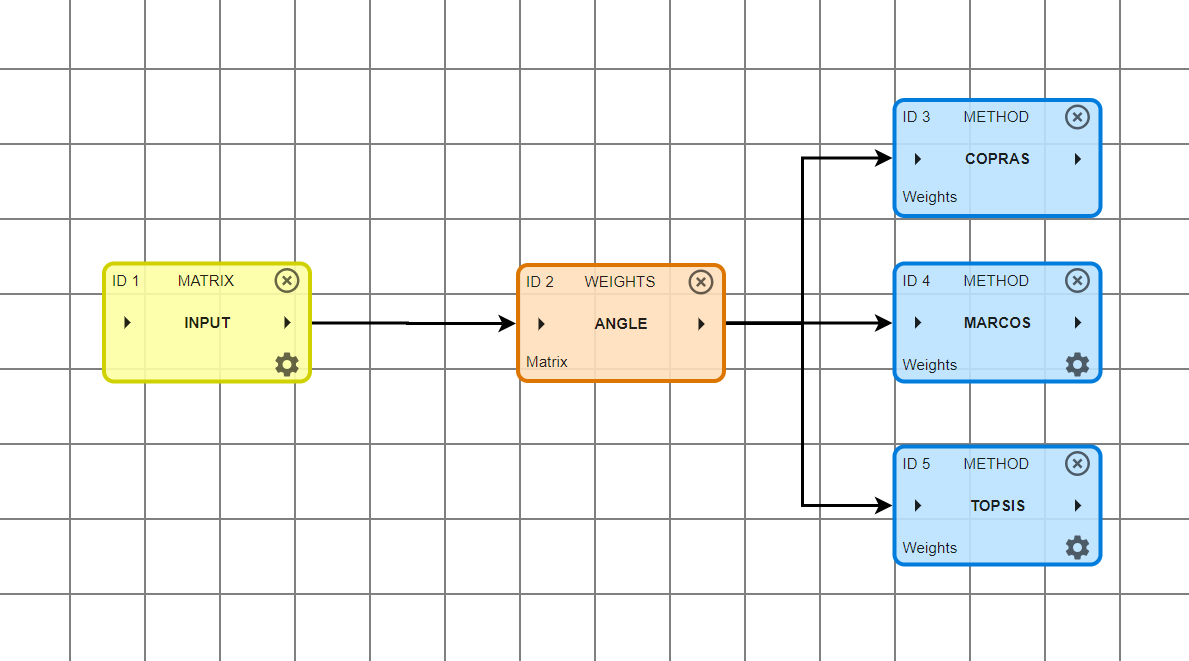 ID 1 MATRIX
INPUT
ID 2 WEIGHTS
ANGLE
Matrix
ID 3 METHOD
COPRAS
Weights
ID 4 METHOD
MARCOS
Weights
ID 5 METHOD
TOPSIS
Weights